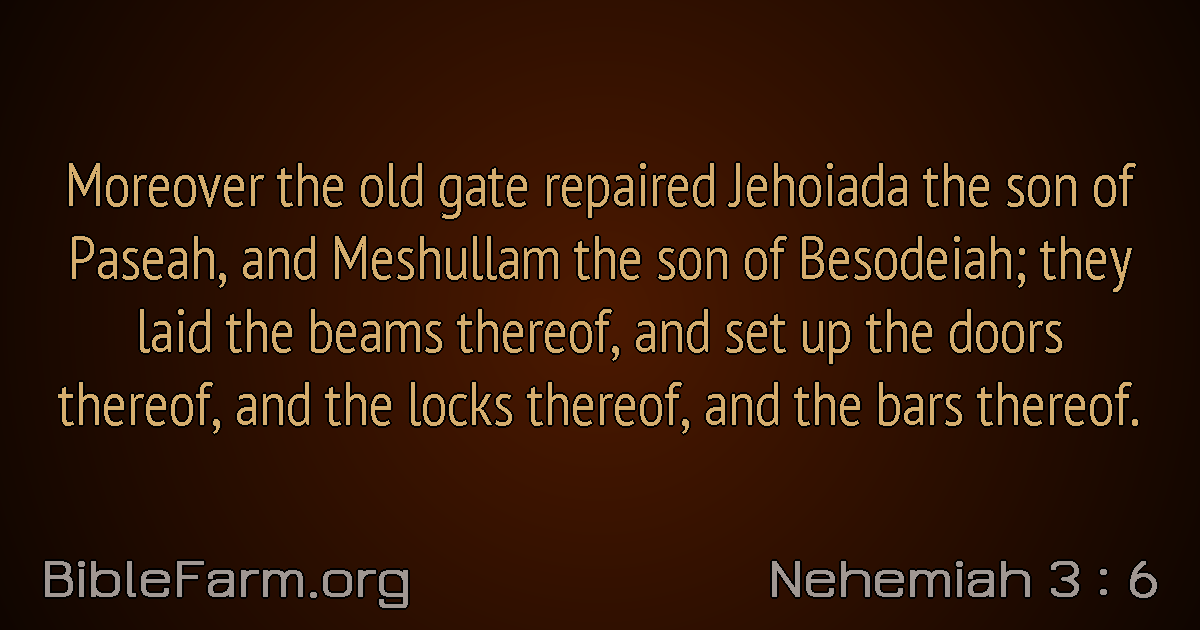 Moreover the old gate repaired Jehoiada the son of
Paseah, and Meshullam the son of Besodeiah; they
laid the beams thereof, and set up the doors
thereof, and the locks thereof, and the bars thereof.
BibleFarm.org
Nehemiah 3 : 6